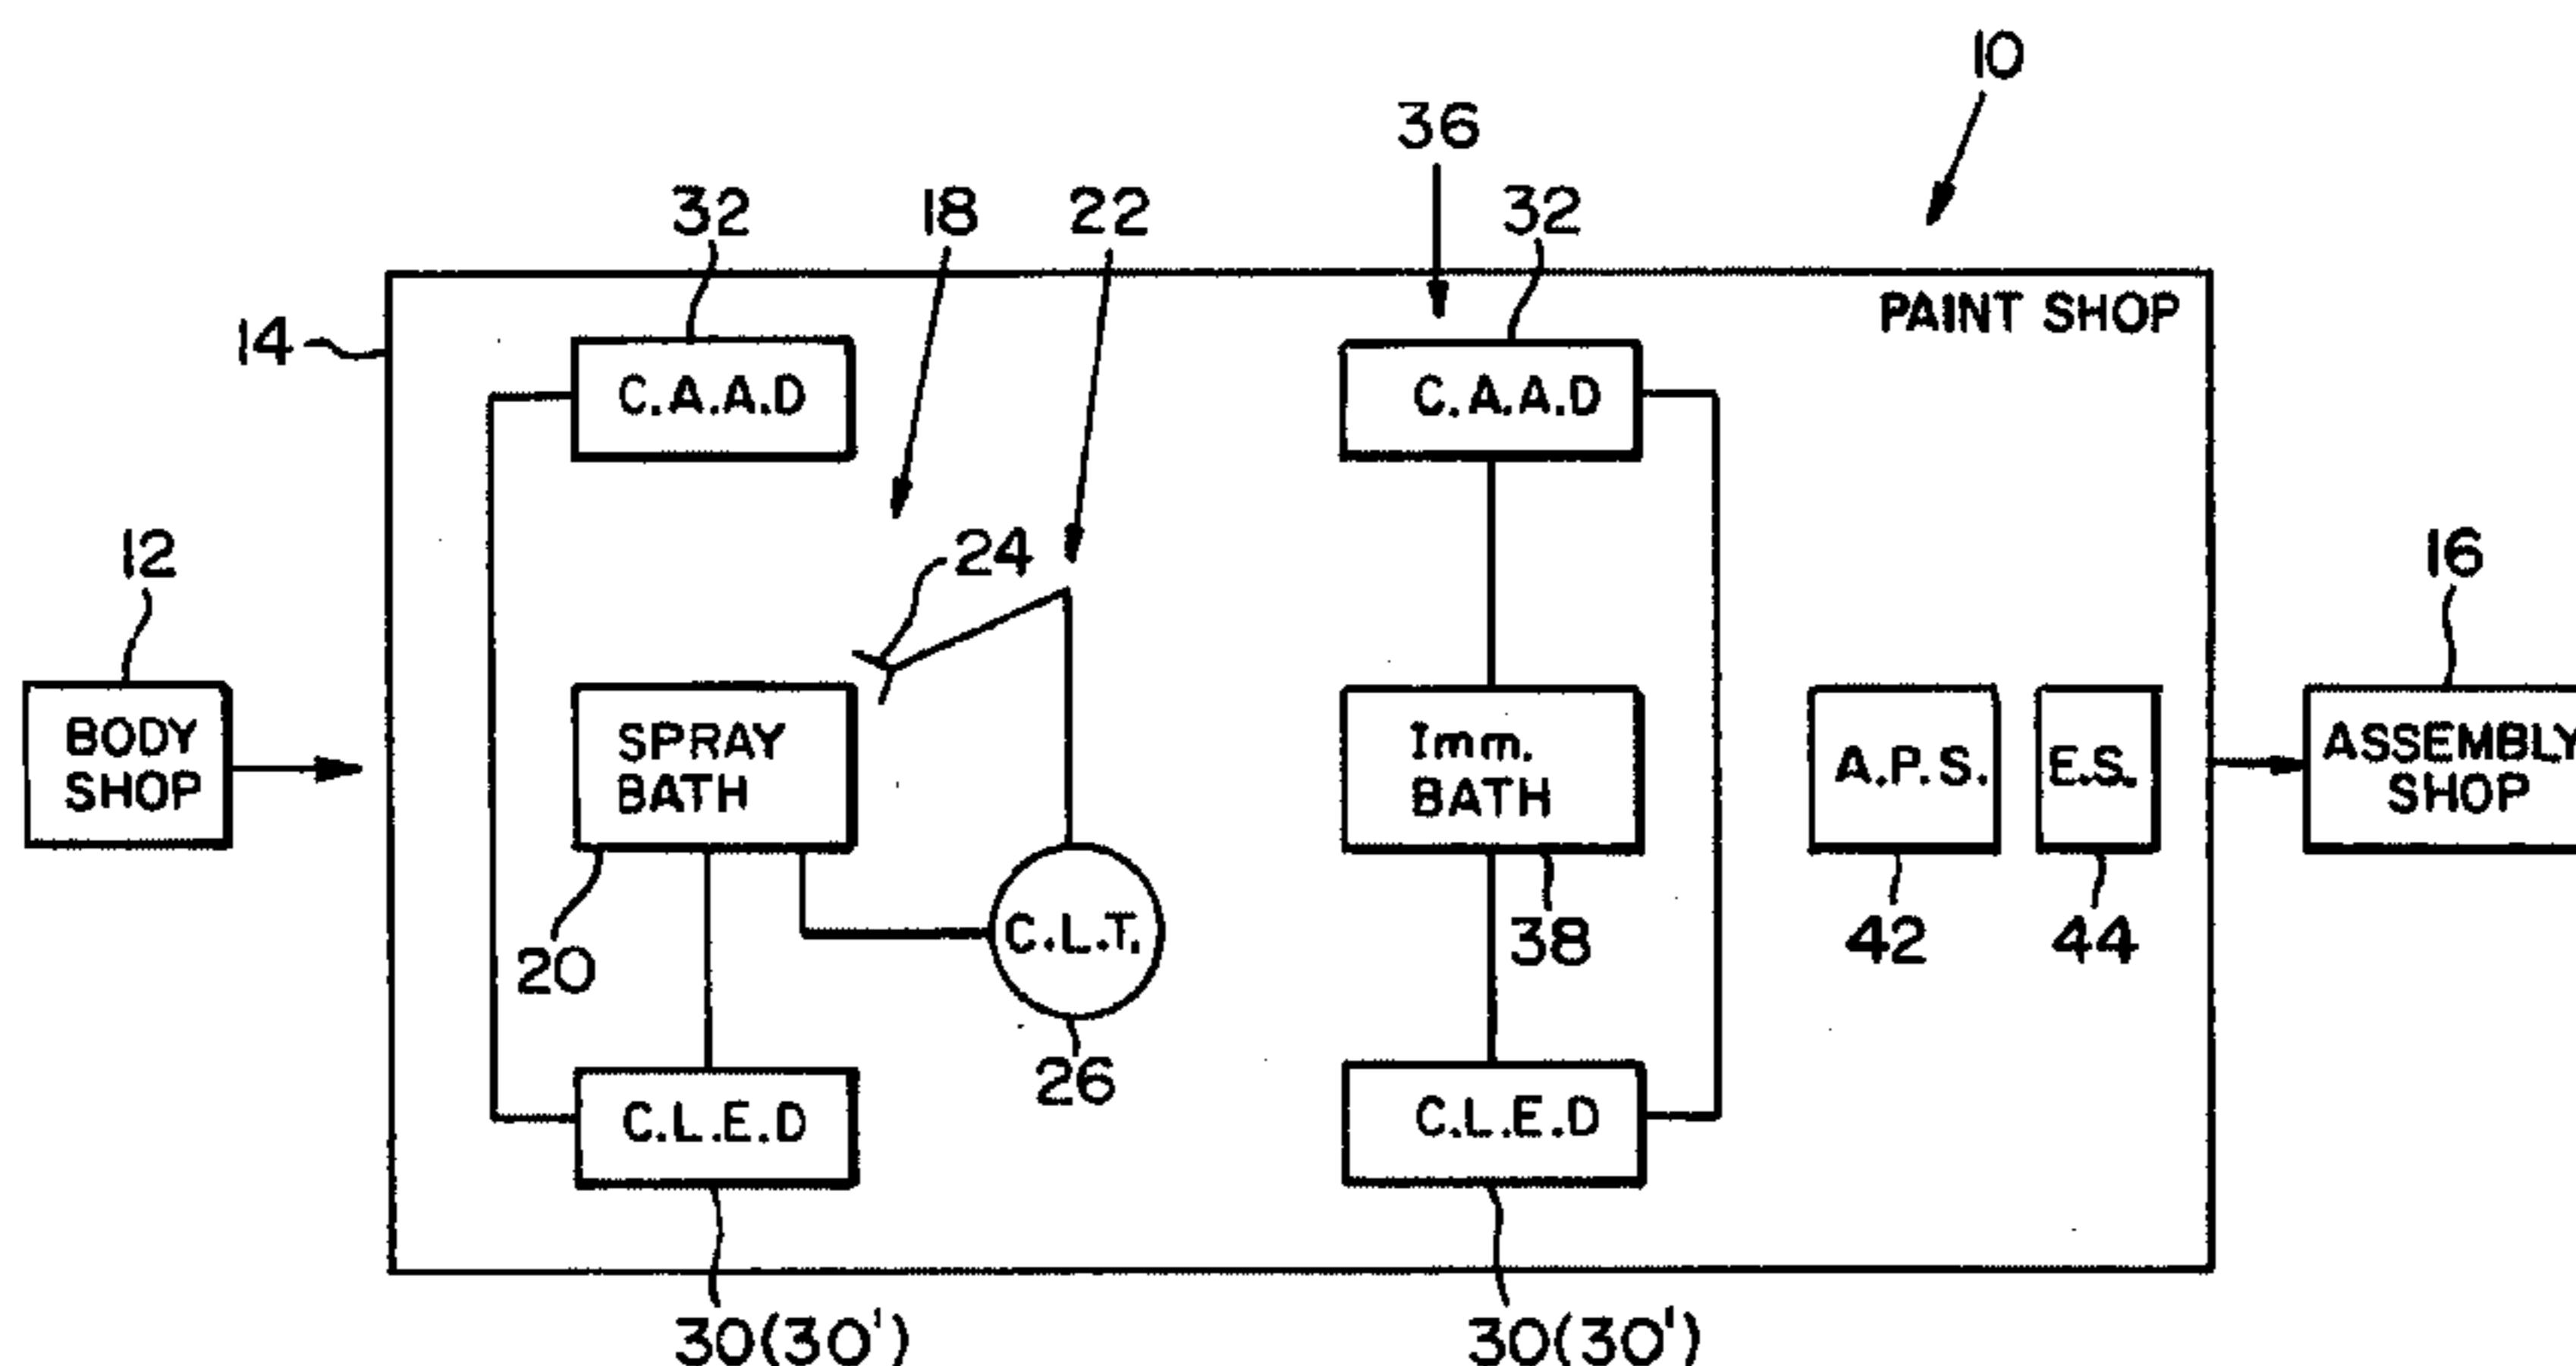 10
36
32
18
22
32
PAINT SHOP
14
C.A.A.D
C.A.A.D
12
24
16
BODY
SHOP
SPRAY
BATH
Imm.
BATH
A.P.S.
E.S.
ASSEMBLY
SHOP
20
C.L.T.
38
42
44
26
C.L.E.D
C.L.E.D
30(30')
30(30')